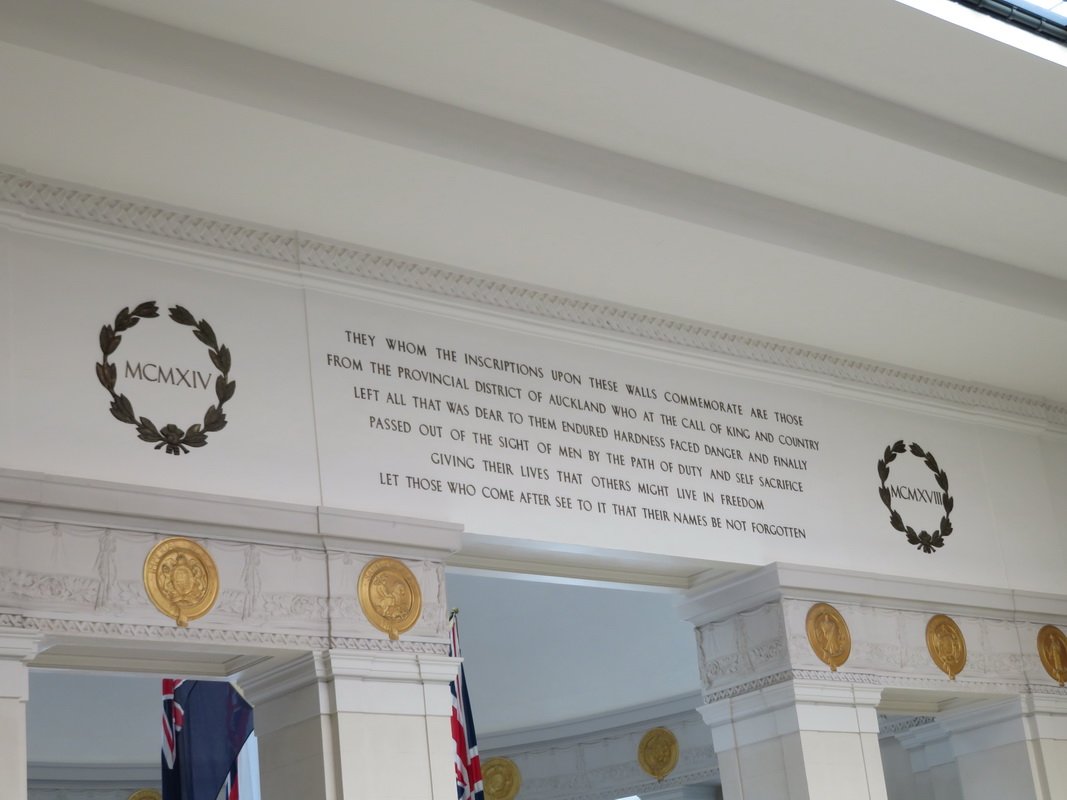 MCMXIV
THEY WHOM THE INSCRIPTIONS UPON THESE WALLS COMMEMORATE ARE THOSE
FROM THE PROVINCIAL DISTRICT OF AUCKLAND WHO AT THE CALL OF KING AND COUNTRY
LEFT ALL THAT WAS DEAR TO THEM ENDURED HARDNESS FACED DANGER AND FINALLY
PASSED OUT OF THE SIGHT OF MEN BY THE PATH OF DUTY AND SELF SACRIFICE
GIVING THEIR LIVES THAT OTHERS MIGHT LIVE IN FREEDOM
LET THOSE WHO COME AFTER SEE TO IT THAT THEIR NAMES BE NOT FORGOTTEN
MCMXVIII